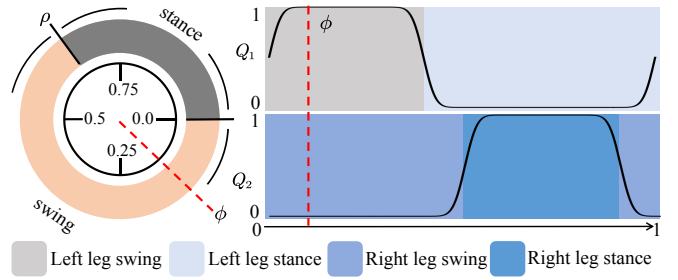 ρ
stance
0.75
0.5
0.0
0.25
swing
ϕ
1
Q1
0
ϕ
1
Q2
0
0
1
Left leg swing
Left leg stance
Right leg swing
Right leg stance